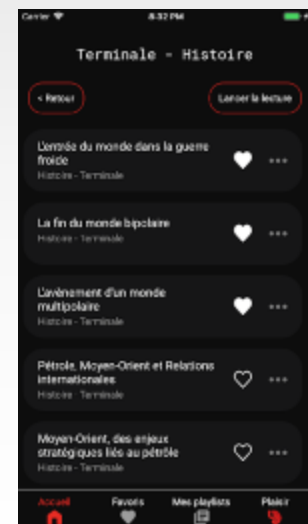 Carrier 8:32 PM
Terminale - Histoire
< Retour
Lancer la lecture
L'entrée du monde dans la guerre
froide
Histoire - Terminale
La fin du monde bipolaire
Histoire - Terminale
L'avènement d'un monde
multipolaire
Histoire - Terminale
Pétrole, Moyen-Orient et Relations
internationales
Histoire - Terminale
Moyen-Orient, des enjeux
stratégiques liés au pétrole
Histoire - Terminale
Accueil Favoris Mes playlists Plaisir